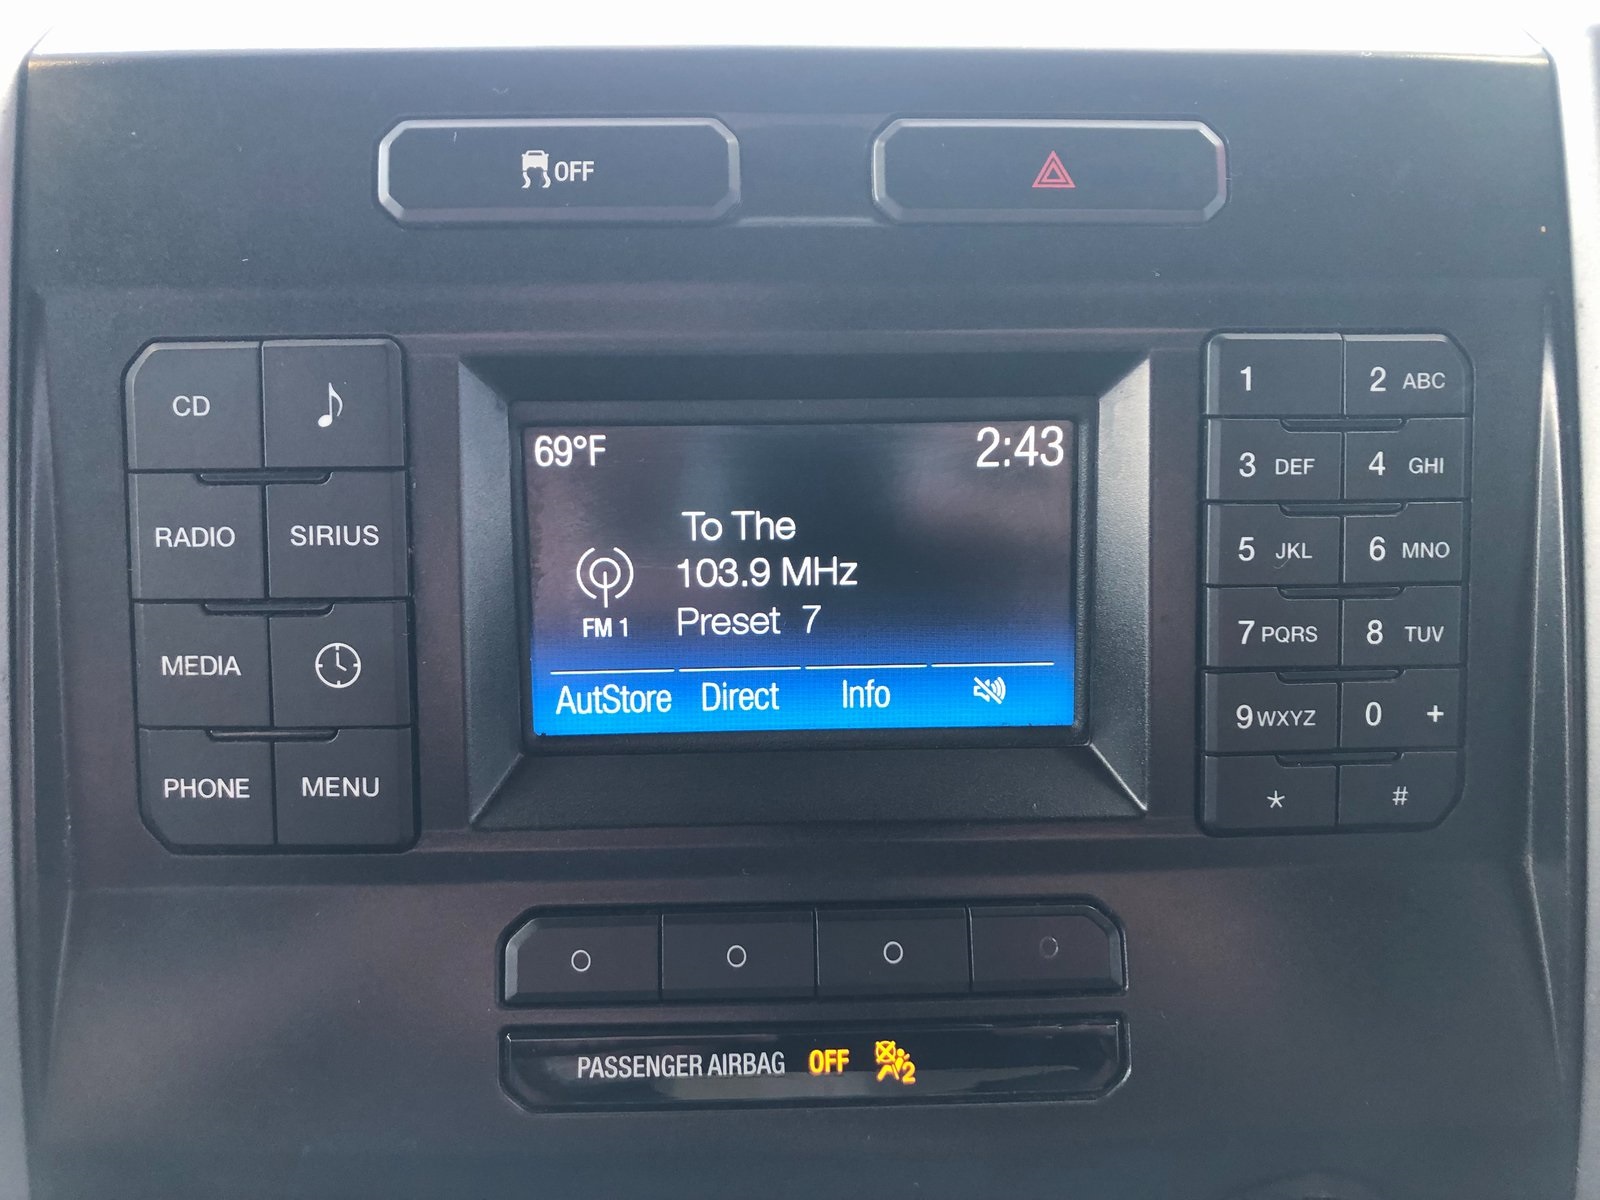 OFF
CD
RADIO SIRIUS
MEDIA
PHONE MENU
69°F 2:43
To The
103.9 MHz
FM 1 Preset 7
AutStore Direct Info
1 2 ABC
3 DEF 4 GHI
5 JKL 6 MNO
7 PQRS 8 TUV
9 WXYZ 0 +
* #
PASSENGER AIRBAG OFF 2